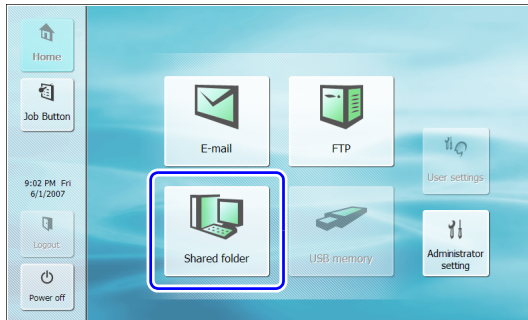 Home
Job Button
9:02 PM Fri
6/1/2007
Logout
Power off
E-mail
FTP
Shared folder
USB memory
User settings
Administrator
setting